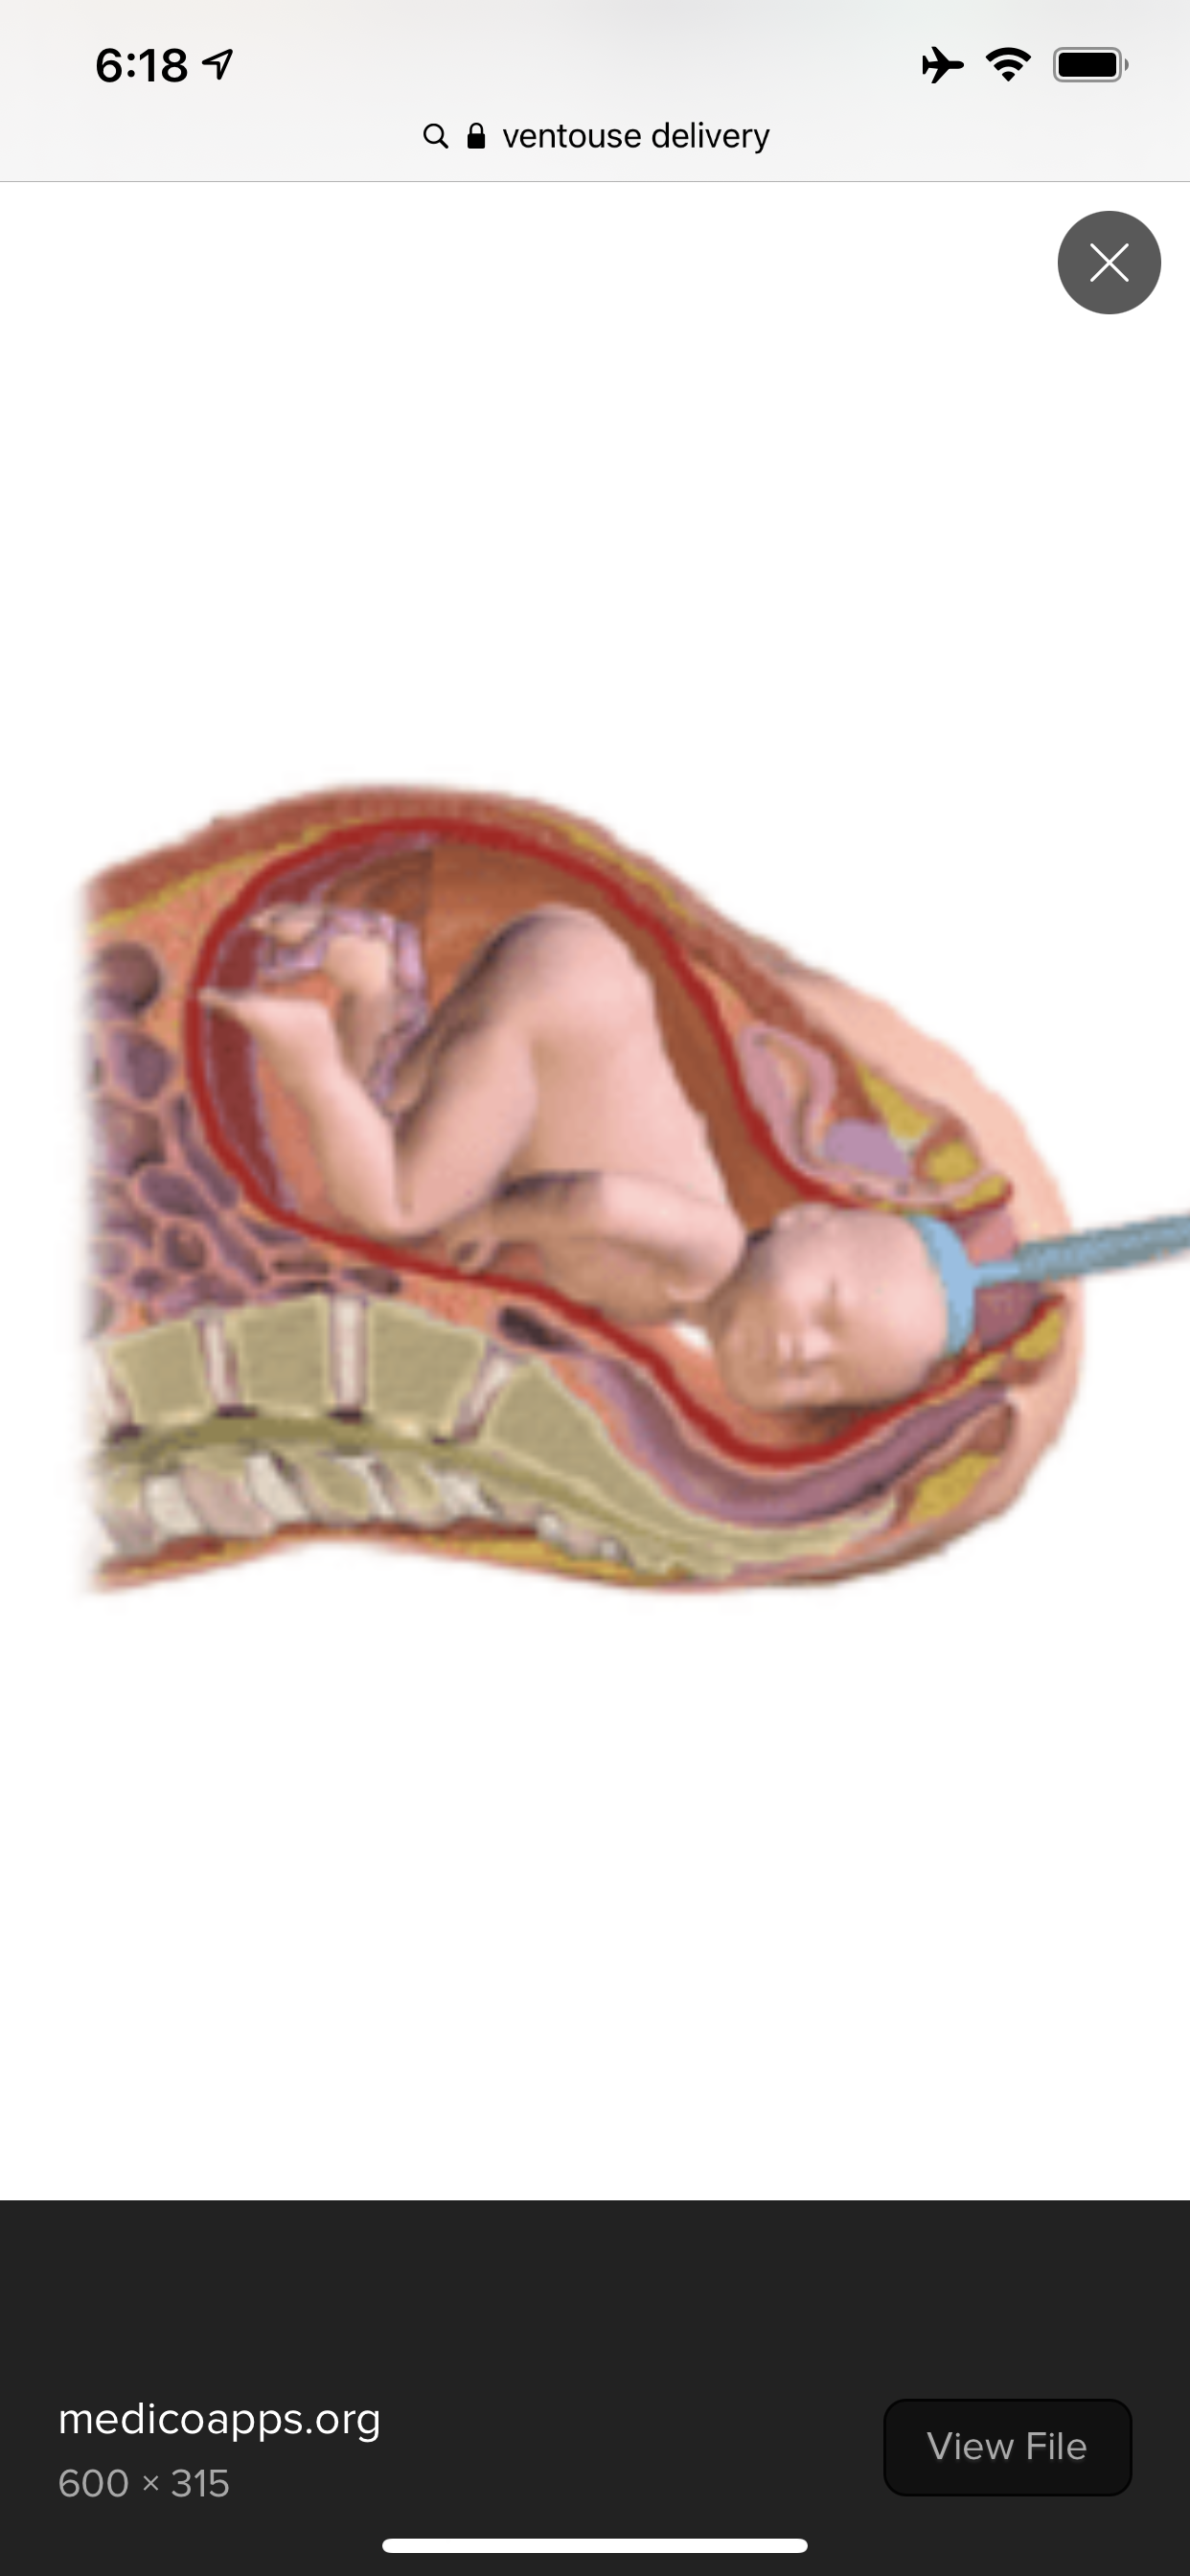 6:18
ventouse delivery
medicoapps.org
600 × 315
View File